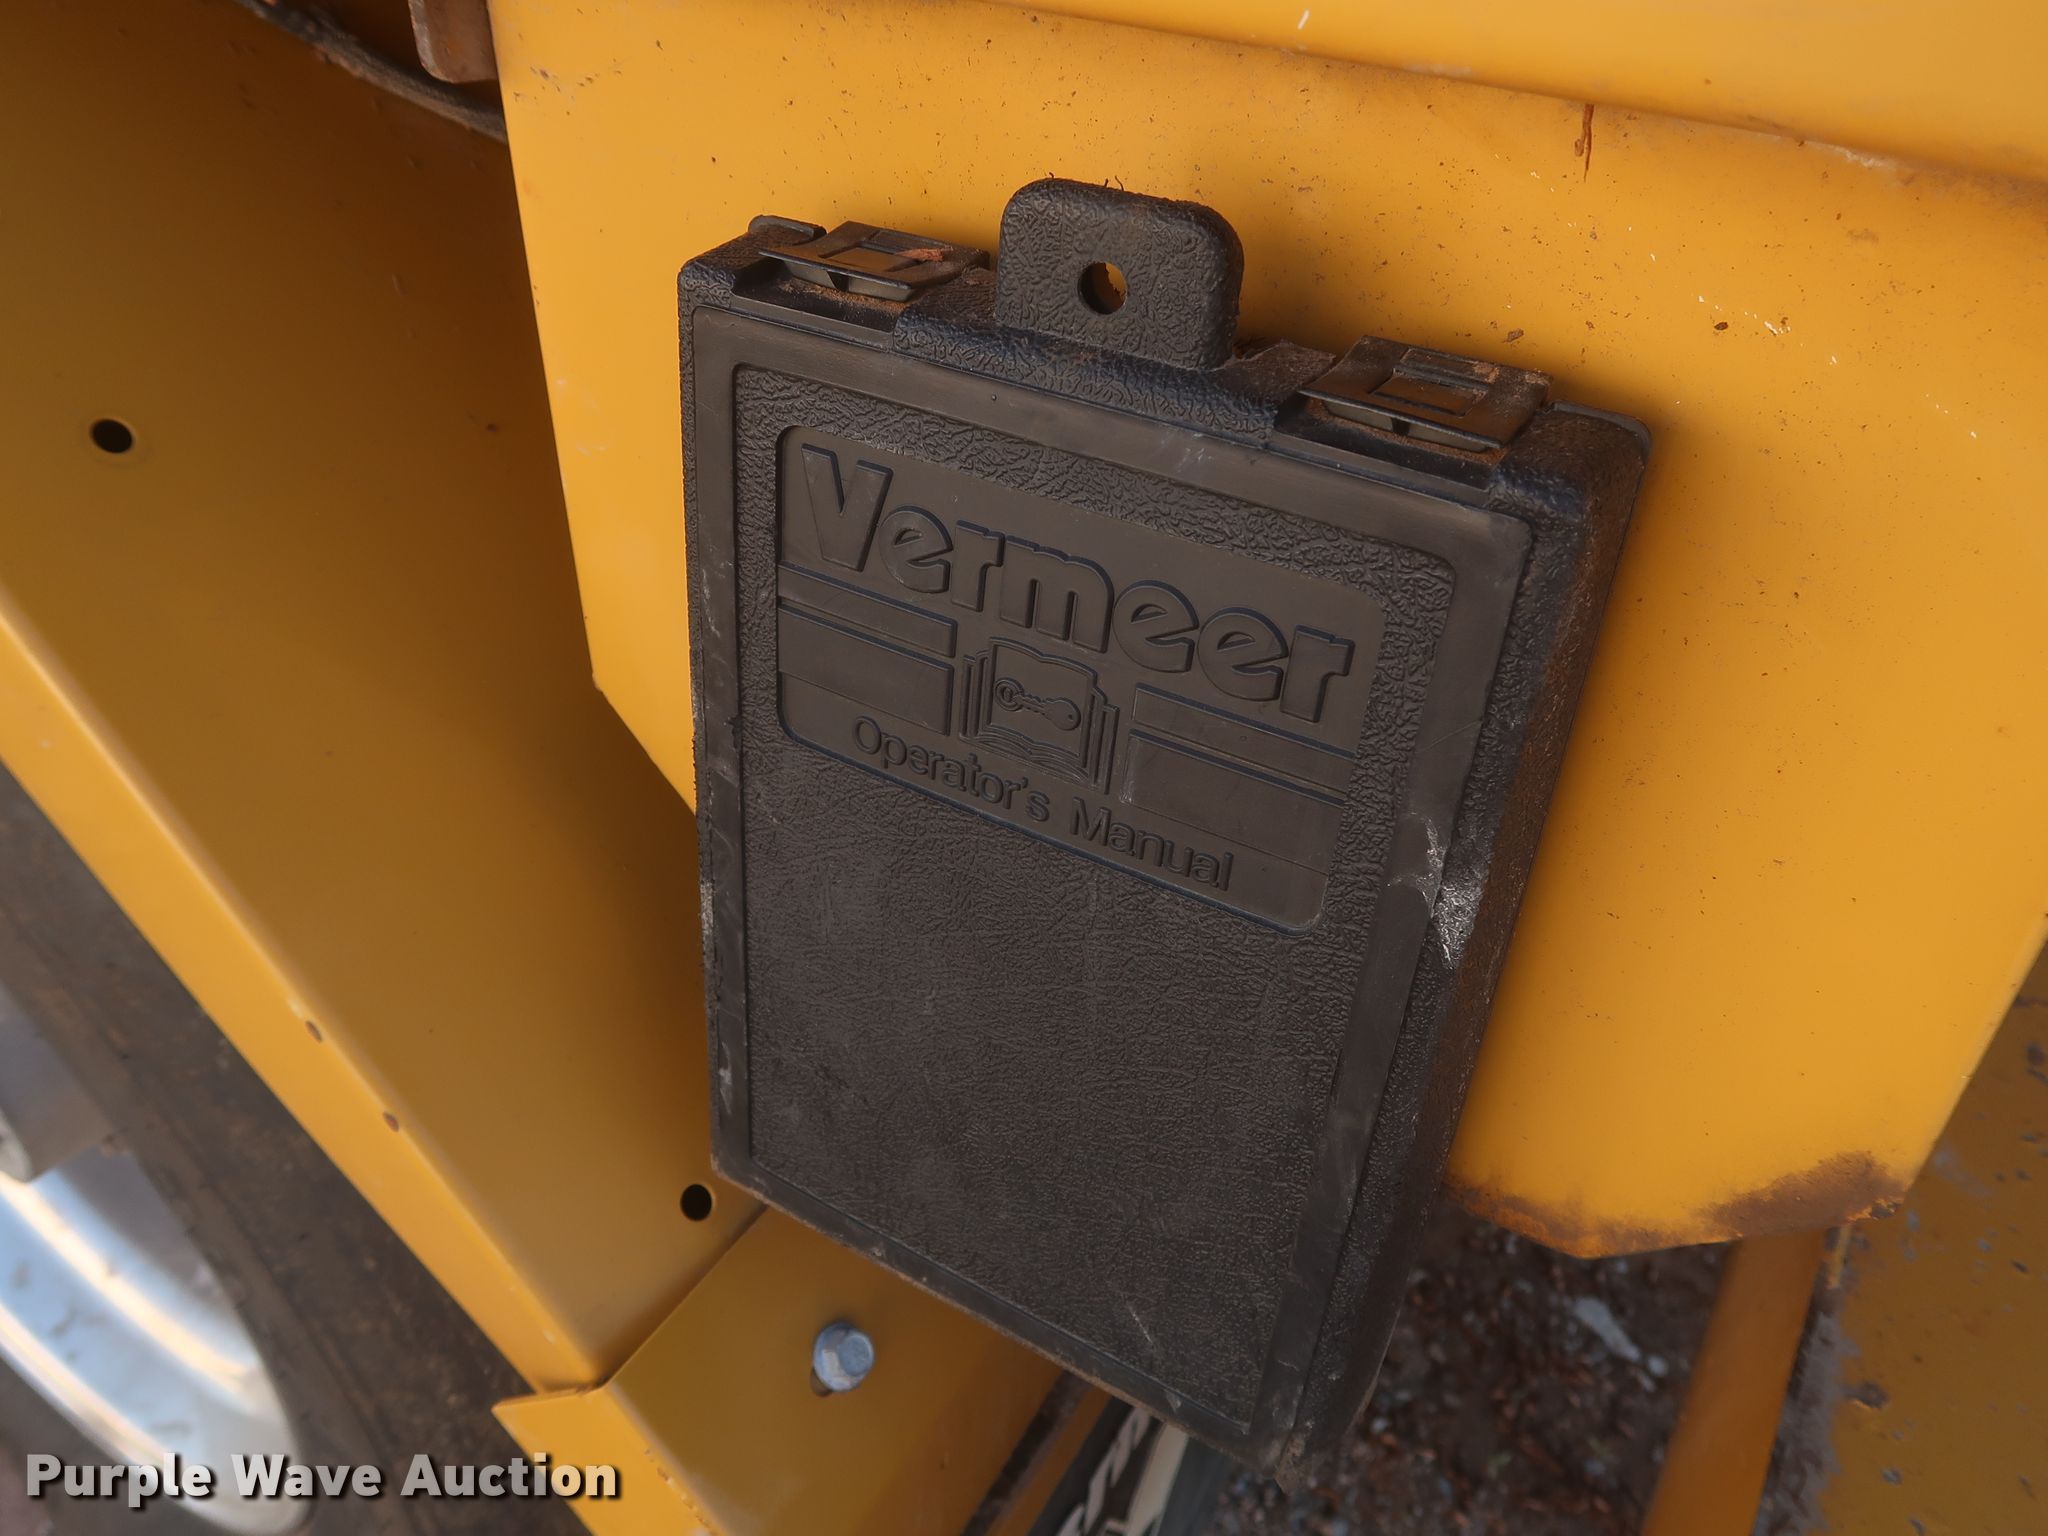 Vermeer
Operator's Manual
Purple Wave Auction